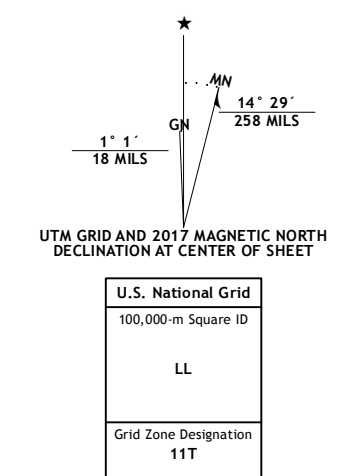 ★
MN
GN
14° 29´
258 MILS
1° 1´
18 MILS
UTM GRID AND 2017 MAGNETIC NORTH
DECLINATION AT CENTER OF SHEET
U.S. National Grid
100,000-m Square ID
LL
Grid Zone Designation
11T